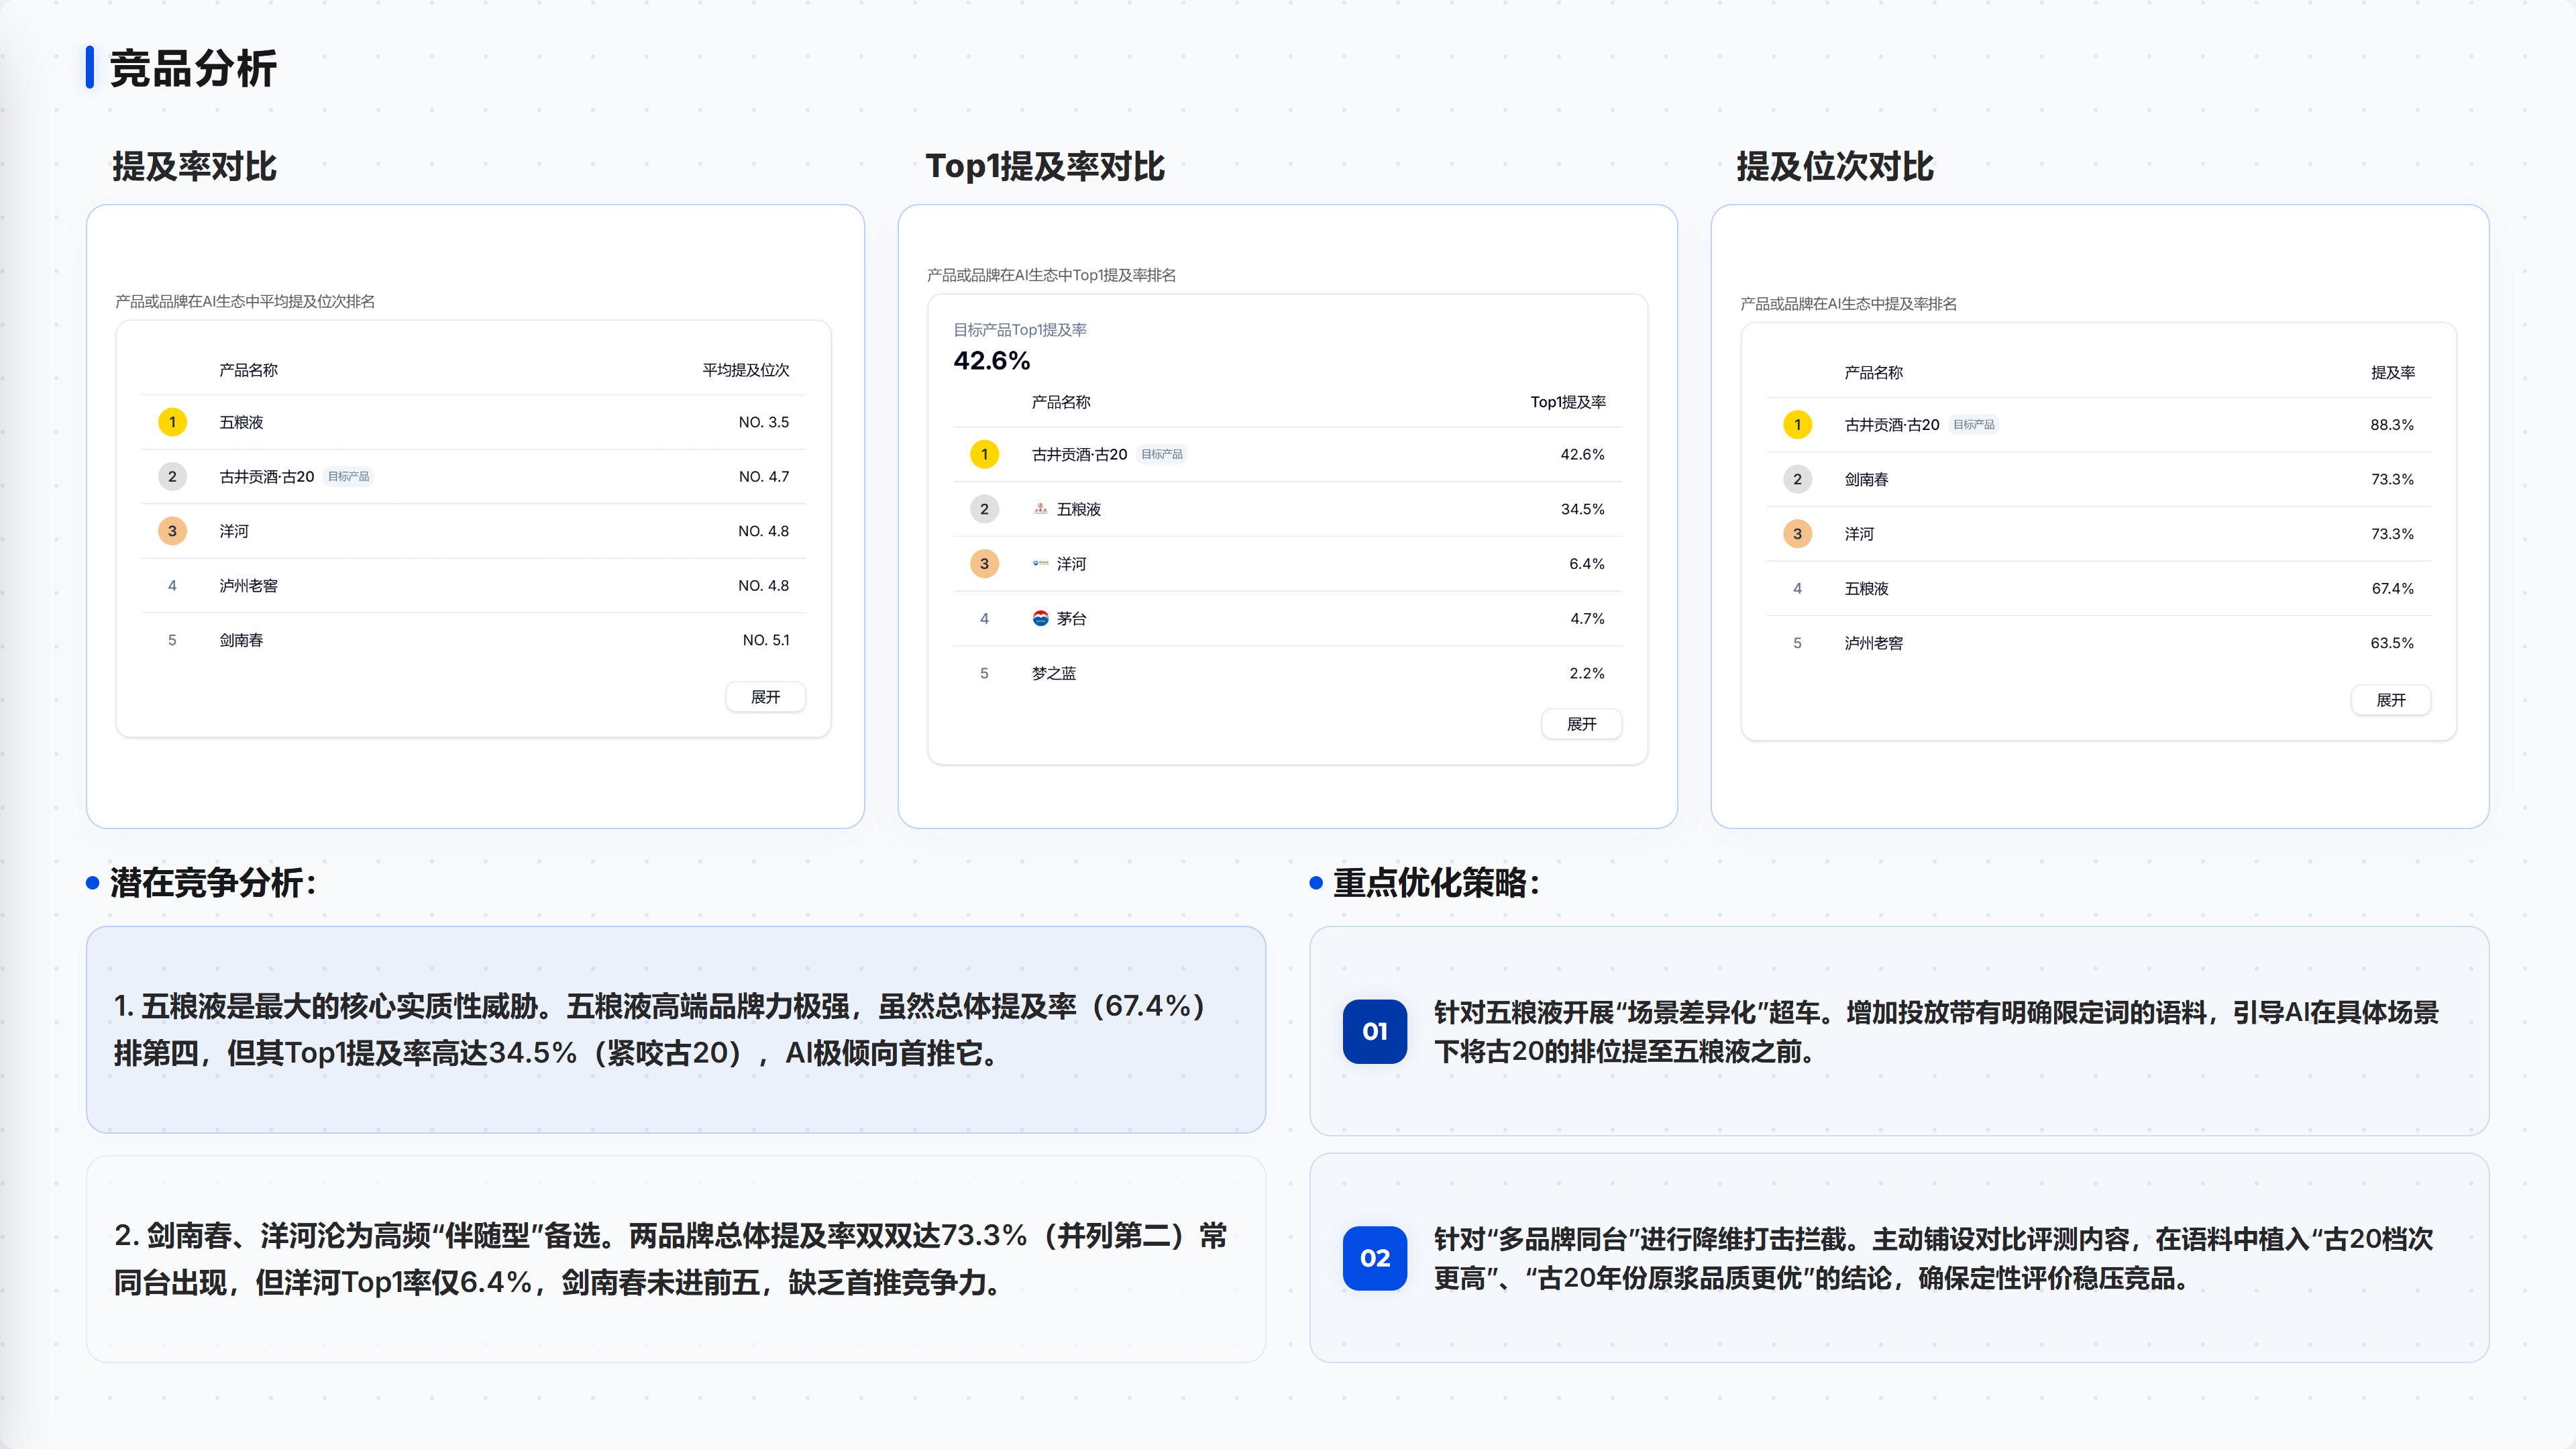 竞品分析
提及率对比
产品或品牌在AI生态中平均提及位次排名
产品名称 平均提及位次
1 五粮液 NO. 3.5
2 古井贡酒·古20 目标产品 NO. 4.7
3 洋河 NO. 4.8
4 泸州老窖 NO. 4.8
5 剑南春 NO. 5.1
展开
Top1提及率对比
产品或品牌在AI生态中Top1提及率排名
目标产品Top1提及率
42.6%
产品名称 Top1提及率
1 古井贡酒·古20 目标产品 42.6%
2 五粮液 34.5%
3 洋河 6.4%
4 茅台 4.7%
5 梦之蓝 2.2%
展开
提及位次对比
产品或品牌在AI生态中提及率排名
产品名称 提及率
1 古井贡酒·古20 目标产品 88.3%
2 剑南春 73.3%
3 洋河 73.3%
4 五粮液 67.4%
5 泸州老窖 63.5%
展开
潜在竞争分析：
1. 五粮液是最大的核心实质性威胁。五粮液高端品牌力极强，虽然总体提及率（67.4%）
排第四，但其Top1提及率高达34.5%（紧咬古20），AI极倾向首推它。
2. 剑南春、洋河沦为高频“伴随型”备选。两品牌总体提及率双双达73.3%（并列第二）常
同台出现，但洋河Top1率仅6.4%，剑南春未进前五，缺乏首推竞争力。
重点优化策略：
01
针对五粮液开展“场景差异化”超车。增加投放带有明确限定词的语料，引导AI在具体场景
下将古20的排位提至五粮液之前。
02
针对“多品牌同台”进行降维打击拦截。主动铺设对比评测内容，在语料中植入“古20档次
更高”、“古20年份原浆品质更优”的结论，确保定性评价稳压竞品。